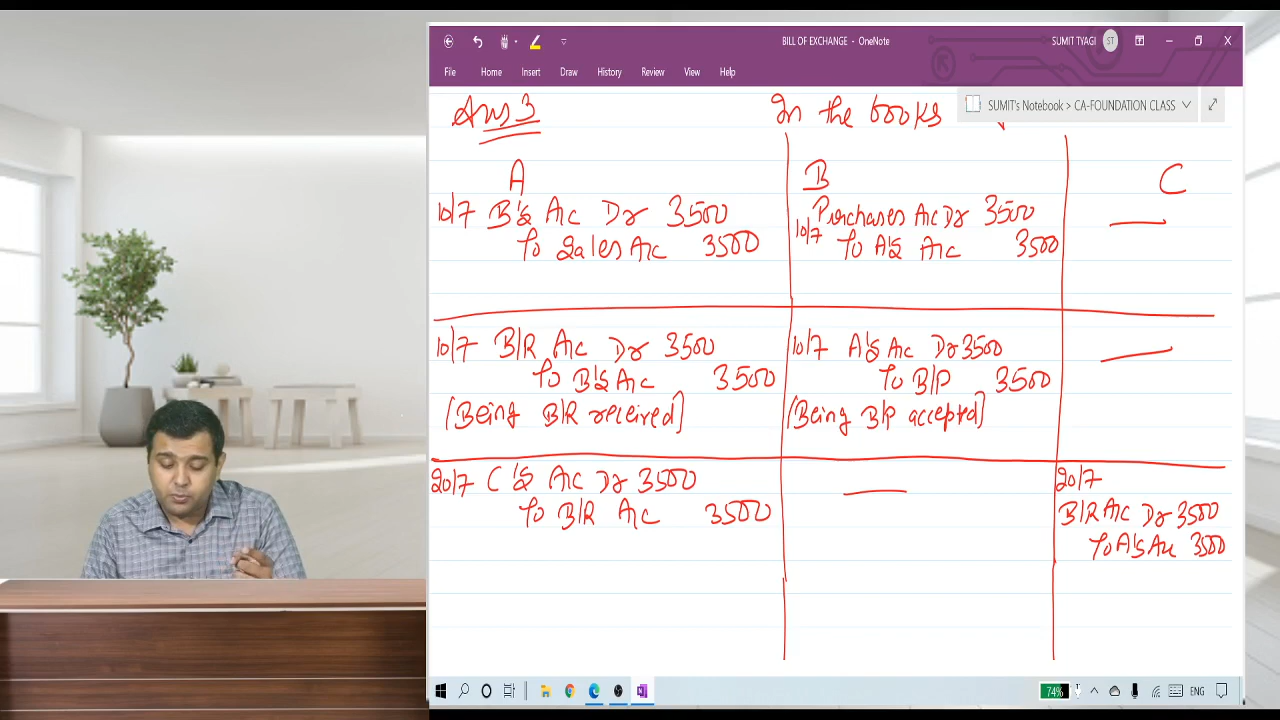 BILL OF EXCHANGE - OneNote
SUMIT TYAGI ST
File Home Insert Draw History Review View Help
SUMIT's Notebook > CA-FOUNDATION CLASS
Ans 3
In the books
A
B
C
10/7 B's A/c Dr 3500
To Sales A/c 3500
Purchases A/c Dr 3500
10/7 To A's A/c 3500
10/7 B/R A/c Dr 3500
To B's A/c 3500
(Being B/R received)
10/7 A's A/c Dr 3500
To B/P 3500
(Being B/P accepted)
20/7 C's A/c Dr 3500
To B/R A/c 3500
20/7
B/R A/c Dr 3500
To A's A/c 3500
74% ENG